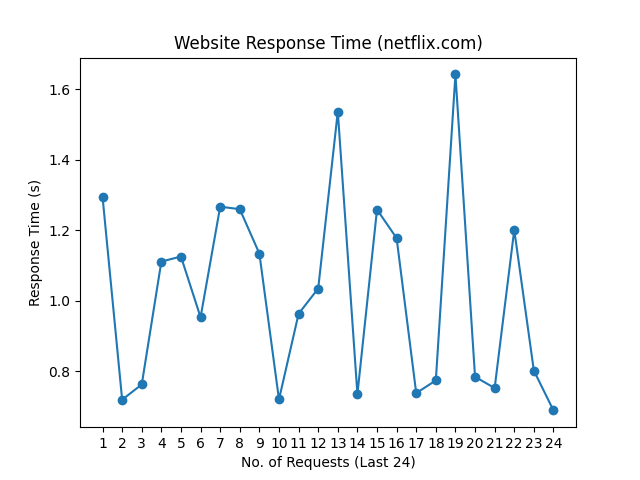 Website Response Time (netflix.com)
Response Time (s)
1.6
1.4
1.2
1.0
0.8
1 2 3 4 5 6 7 8 9 10 11 12 13 14 15 16 17 18 19 20 21 22 23 24
No. of Requests (Last 24)